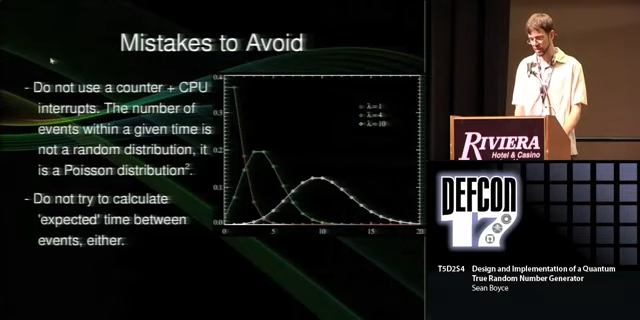 Mistakes to Avoid
- Do not use a counter + CPU
interrupts. The number of
events within a given time is
not a random distribution, it
is a Poisson distribution².
- Do not try to calculate
'expected' time between
events, either.
0.4
0.3
0.2
0.1
0.0
0
5
10
15
20
λ=1
λ=4
λ=10
RIVIERA
Hotel & Casino
DEFCON
17
T5D2S4 Design and Implementation of a Quantum
True Random Number Generator
Sean Boyce